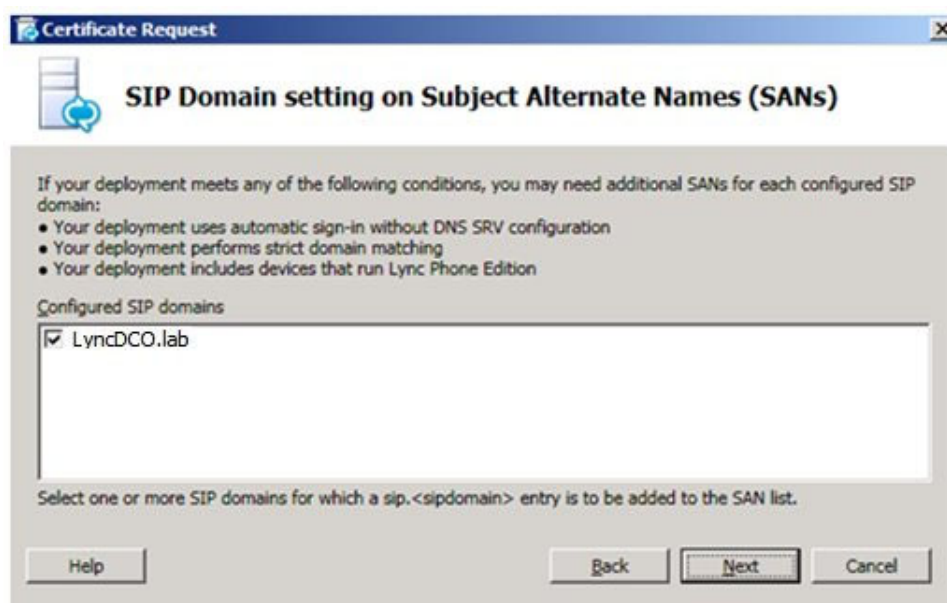 Certificate Request
SIP Domain setting on Subject Alternate Names (SANs)
If your deployment meets any of the following conditions, you may need additional SANs for each configured SIP
domain:
● Your deployment uses automatic sign-in without DNS SRV configuration
● Your deployment performs strict domain matching
● Your deployment includes devices that run Lync Phone Edition
Configured SIP domains
LyncDCO.lab
Select one or more SIP domains for which a sip.<sipdomain> entry is to be added to the SAN list.
Help Back Next Cancel